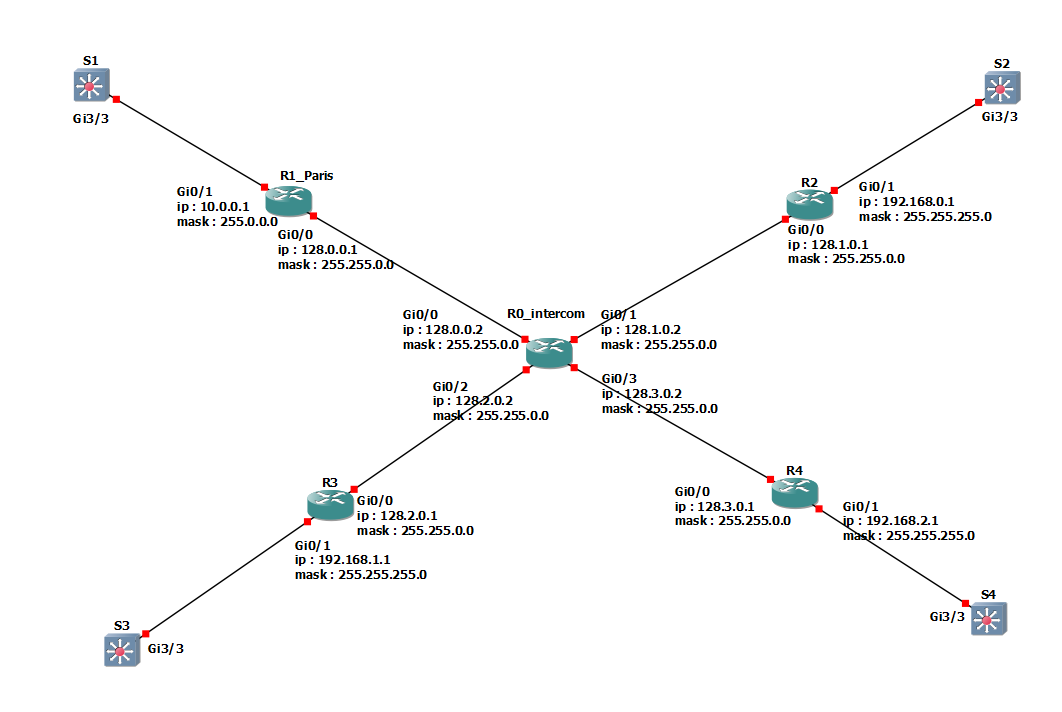 S1
Gi3/3
S2
Gi3/3
R1_Paris
Gi0/1
ip : 10.0.0.1
mask : 255.0.0.0
Gi0/0
ip : 128.0.0.1
mask : 255.255.0.0
R2
Gi0/1
ip : 192.168.0.1
mask : 255.255.255.0
Gi0/0
ip : 128.1.0.1
mask : 255.255.0.0
R0_intercom
Gi0/0
ip : 128.0.0.2
mask : 255.255.0.0
Gi0/1
ip : 128.1.0.2
mask : 255.255.0.0
Gi0/2
ip : 128.2.0.2
mask : 255.255.0.0
Gi0/3
ip : 128.3.0.2
mask : 255.255.0.0
R3
Gi0/0
ip : 128.2.0.1
mask : 255.255.0.0
Gi0/1
ip : 192.168.1.1
mask : 255.255.255.0
R4
Gi0/0
ip : 128.3.0.1
mask : 255.255.0.0
Gi0/1
ip : 192.168.2.1
mask : 255.255.255.0
S3
Gi3/3
S4
Gi3/3